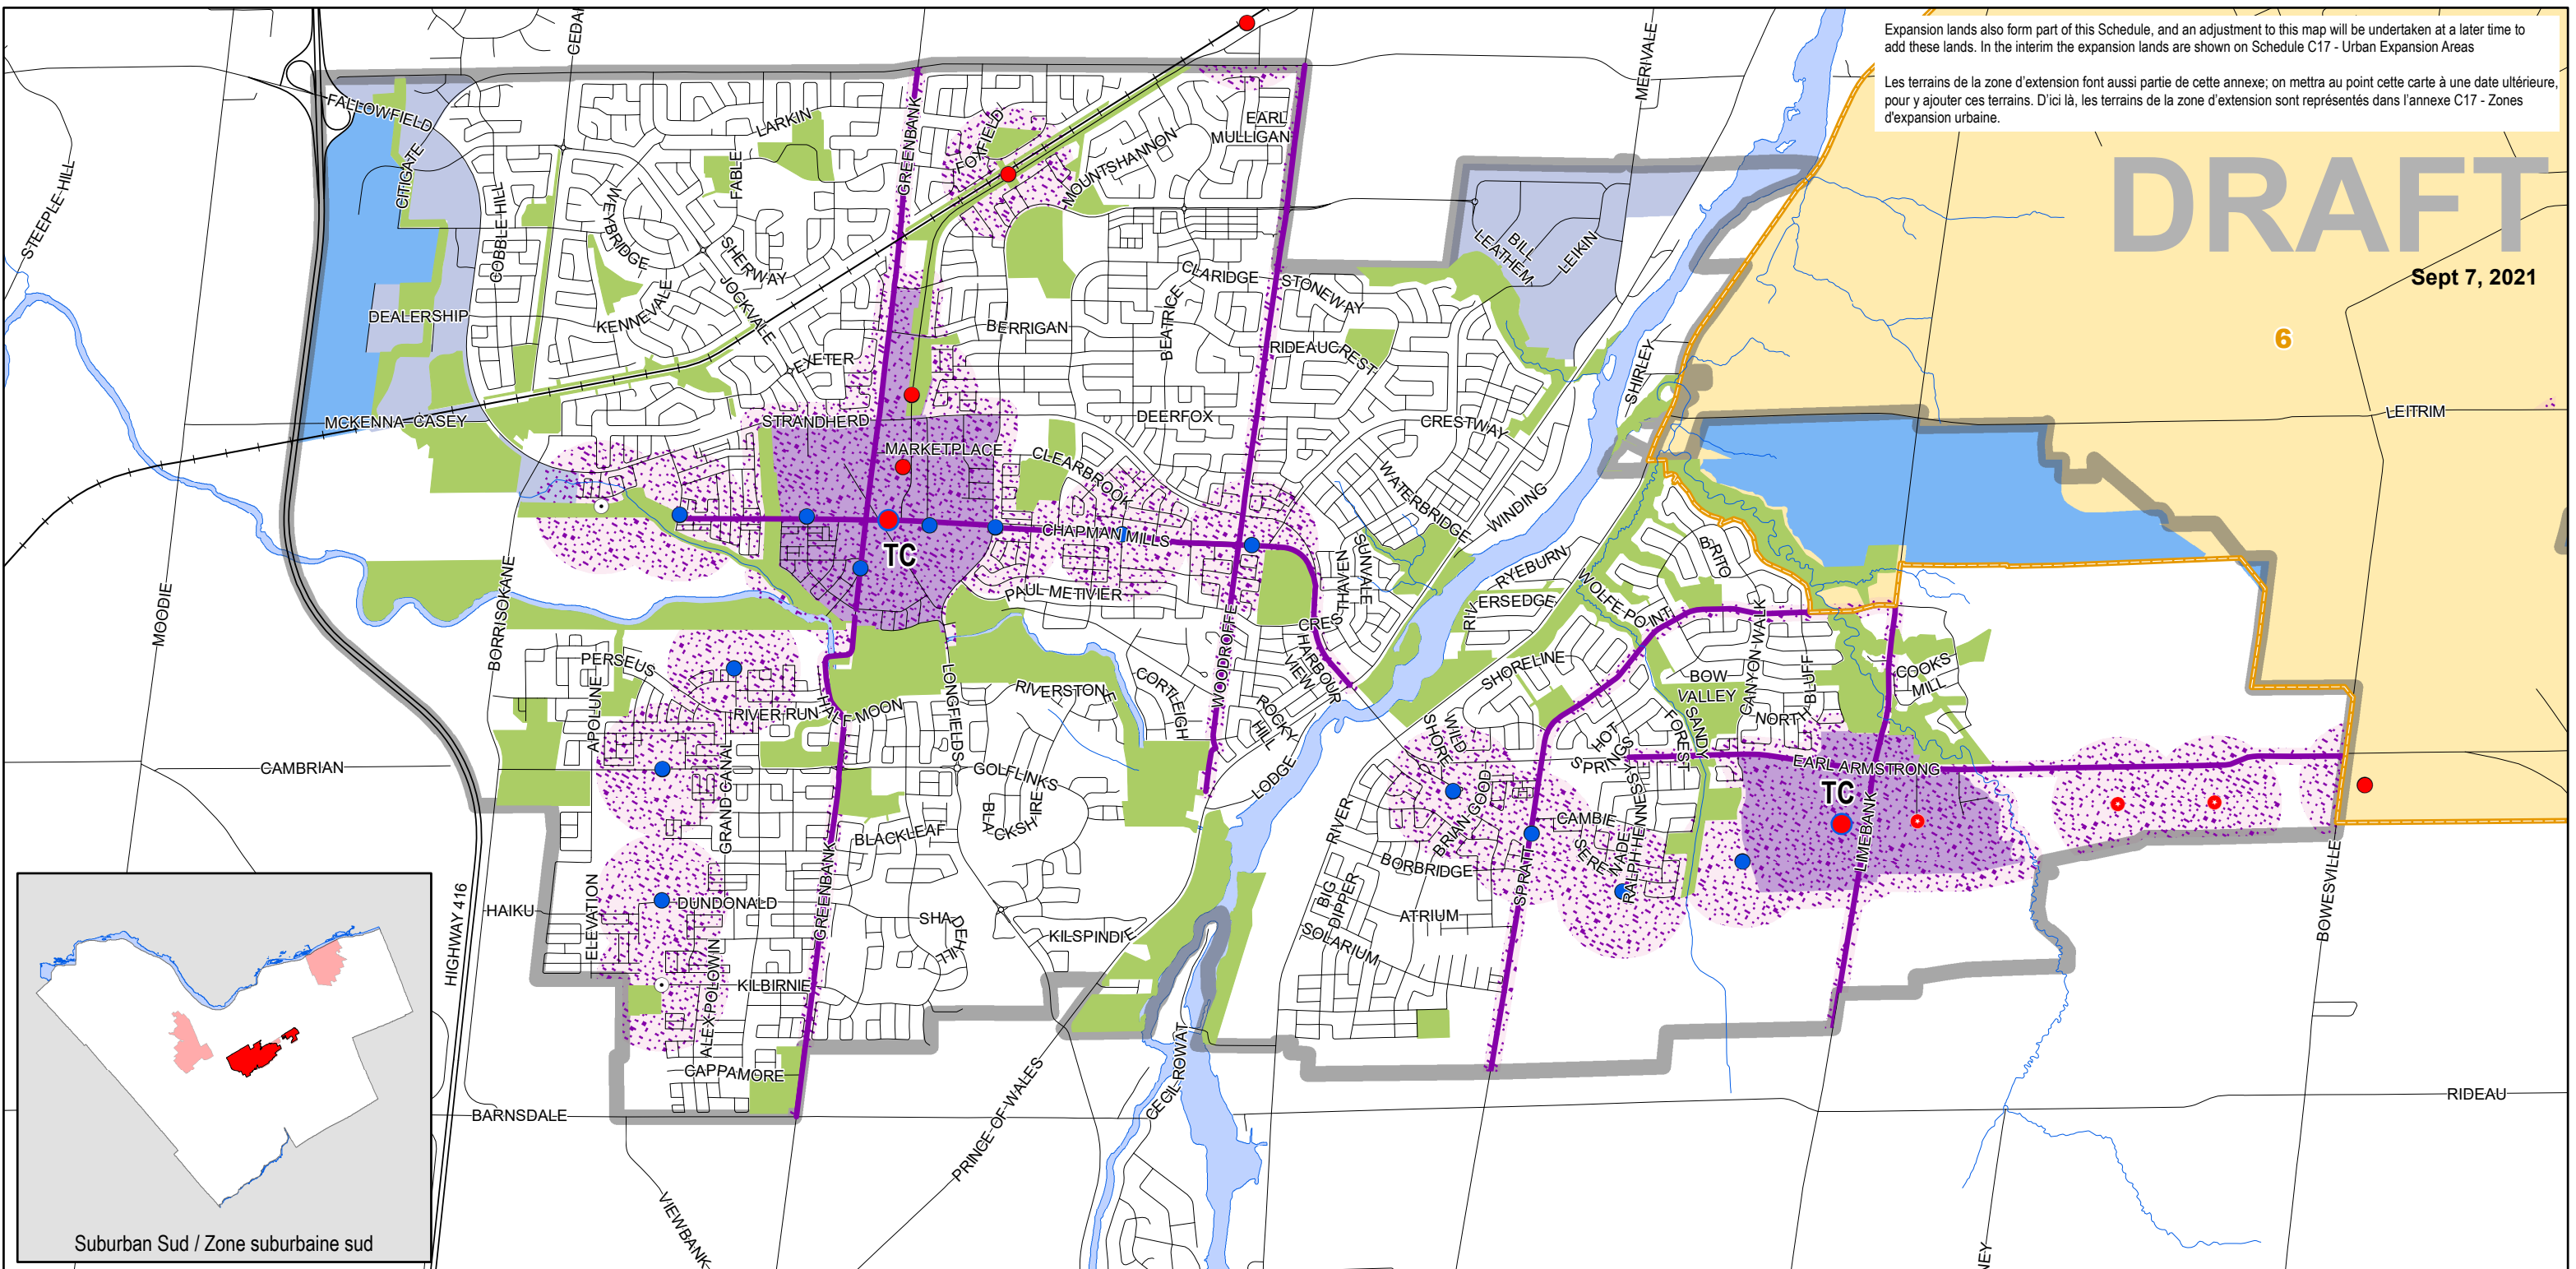 Expansion lands also form part of this Schedule, and an adjustment to this map will be undertaken at a later time to
add these lands. In the interim the expansion lands are shown on Schedule C17 - Urban Expansion Areas
Les terrains de la zone d'extension font aussi partie de cette annexe; on mettra au point cette carte à une date ultérieure,
pour y ajouter ces terrains. D'ici là, les terrains de la zone d'extension sont représentés dans l'annexe C17 - Zones
d'expansion urbaine.
DRAFT
Sept 7, 2021
6
STEEPLE HILL
FALLOWFIELD
CITIGATE
DEALERSHIP
MCKENNA CASEY
COBBLE HILL
WEYBRIDGE
KENNEVALE
SHERWAY
JOCKVALE
EXETER
FABLE
LARKIN
GREENBANK
FOXFIELD
MOUNTSHANNON
EARL
MULLIGAN
MERIVALE
CLARIDGE
STONEWAY
BEATRICE
BERRIGAN
RIDEAUCREST
DEERFOX
CRESTWAY
BILL
LEATHEM
LEIKIN
SHIRLEY
LEITRIM
STRANDHERD
MARKETPLACE
CLEARBROOK
CHAPMAN MILLS
TC
PAUL METIVIER
WATERBRIDGE
WINDING
SUNVALE
CRESTHAVEN
HARBOUR
VIEW
WOODROFFE
ROCKY
HILL
CORTLEIGH
LODGE
RYEBURN
RIVERSEDGE
WOLFE POINT
BRITO
SHORELINE
BOW
VALLEY
CANYON WALK
NORTH BLUFF
COOKS
MILL
SANDY
FOREST
HOT
SPRINGS
WILD
SHORE
EARL ARMSTRONG
TC
LIMEBANK
BOWESVILLE
BRIAN GOOD
CAMBIE
SERE WADE
RALPH HENNESSY
BORBRIDGE
SPRATT
RIVER
BIG
DIPPER
ATRIUM
SOLARIUM
MOODIE
BORRISOKANE
PERSEUS
APOLUNE
RIVER RUN
HALF MOON
LONGFIELDS
RIVERSTONE
CAMBRIAN
GRAND CANAL
GOLFLINKS
BLACKSHIRE
BLACKLEAF
GREENBANK
HAIKU
ELEVATION
DUNDONALD
SHADEHILL
KILSPINDIE
KILBIRNIE
ALEX POLOWIN
CAPPAMORE
HIGHWAY 416
BARNSDALE
VIEWBANK
PRINCE OF WALES
CECIL ROWAT
RIDEAU
Suburban Sud / Zone suburbaine sud